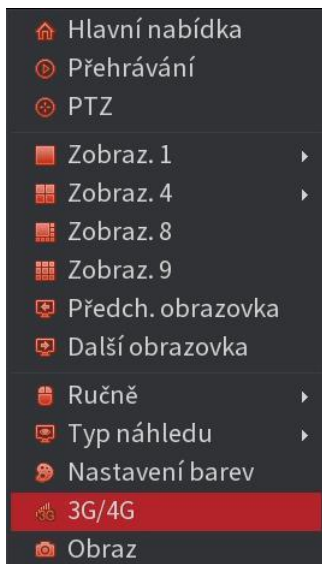 Hlavní nabídka
Přehrávání
PTZ
Zobraz. 1
Zobraz. 4
Zobraz. 8
Zobraz. 9
Předch. obrazovka
Další obrazovka
Ručně
Typ náhledu
Nastavení barev
3G 3G/4G
Obraz